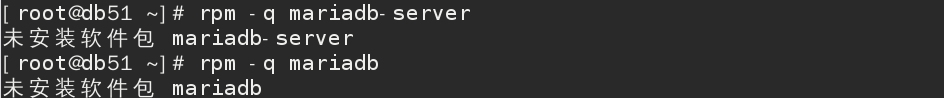 [root@db51 ~]# rpm -q mariadb-server
未安装软件包 mariadb-server
[root@db51 ~]# rpm -q mariadb
未安装软件包 mariadb